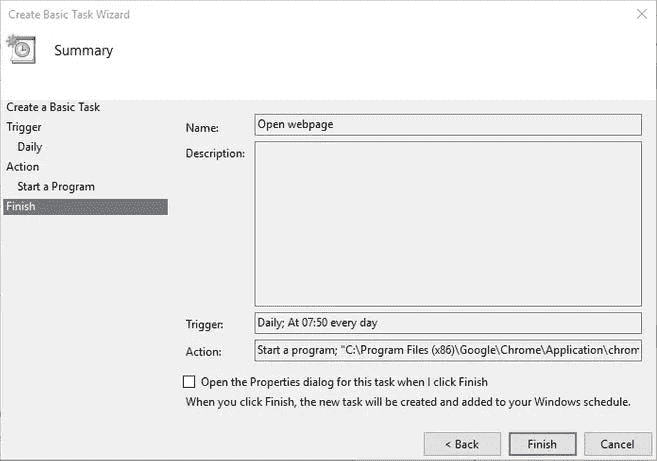 Create Basic Task Wizard
Summary
Create a Basic Task
Trigger
Daily
Action
Start a Program
Finish
Name: Open webpage
Description:
Trigger: Daily; At 07:50 every day
Action: Start a program; "C:\Program Files (x86)\Google\Chrome\Application\chrom
Open the Properties dialog for this task when I click Finish
When you click Finish, the new task will be created and added to your Windows schedule.
< Back Finish Cancel